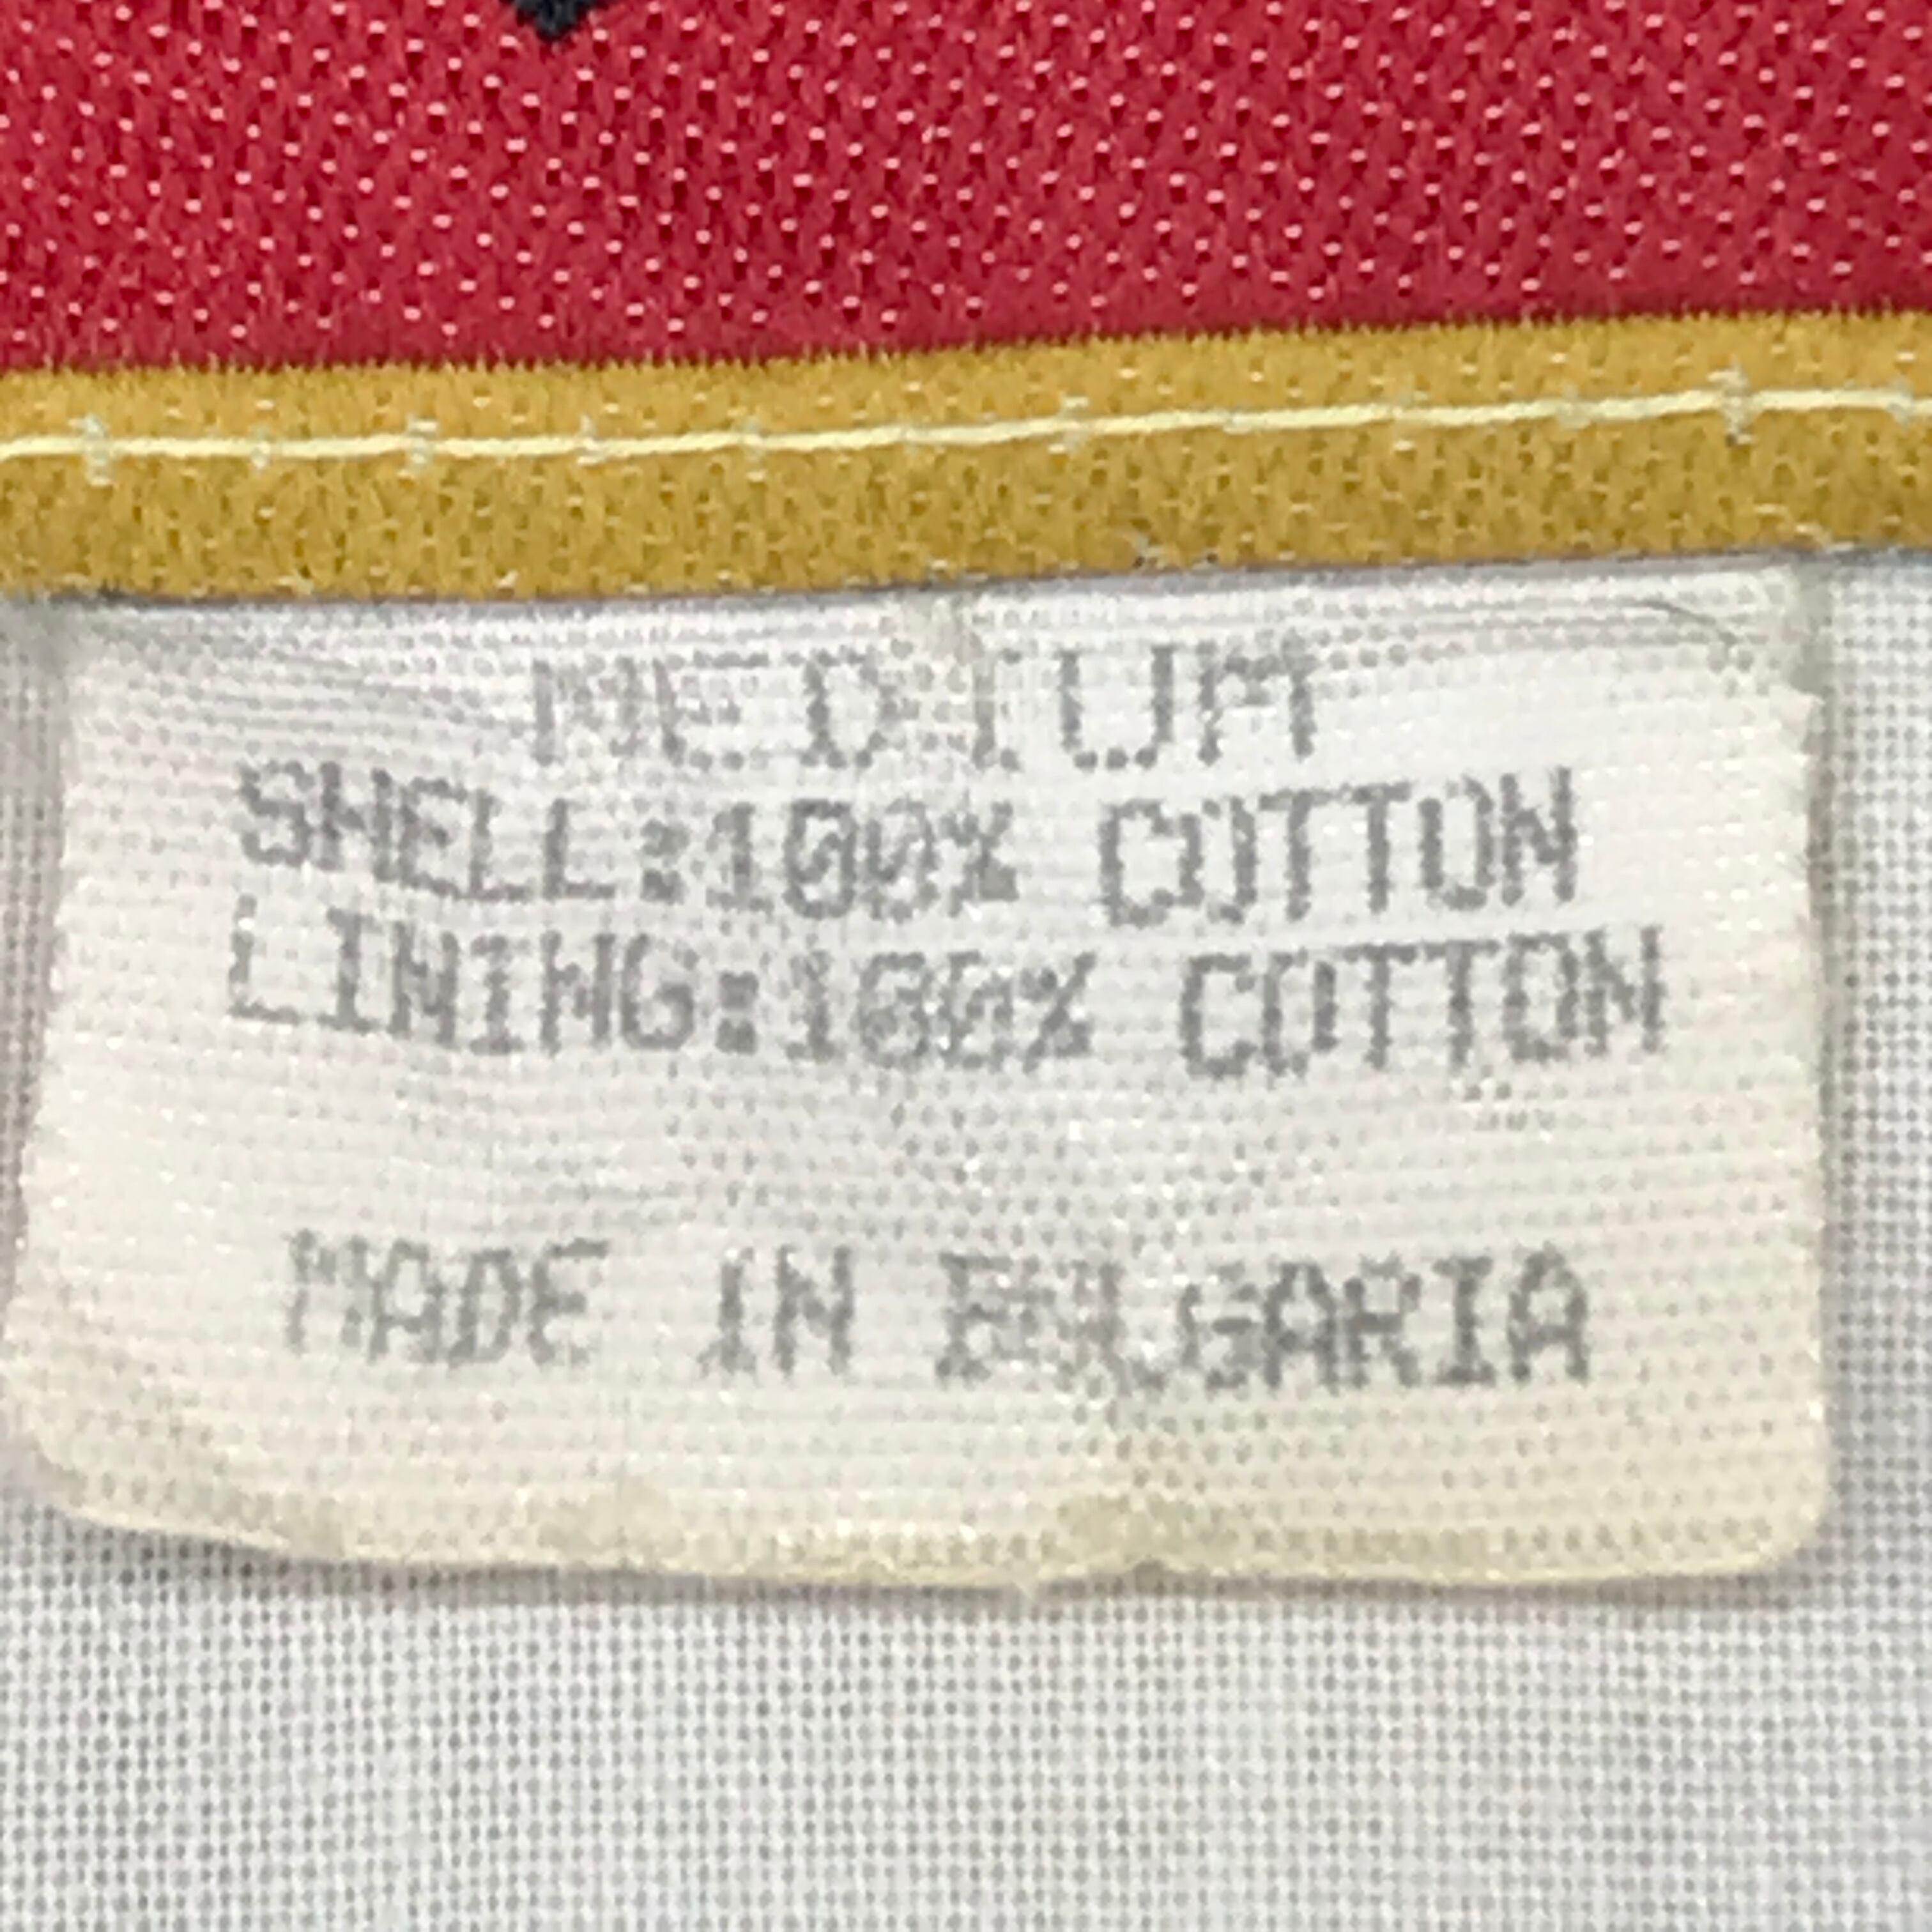 MEDIUM
SHELL:100% COTTON
LINING:100% COTTON
MADE IN BULGARIA